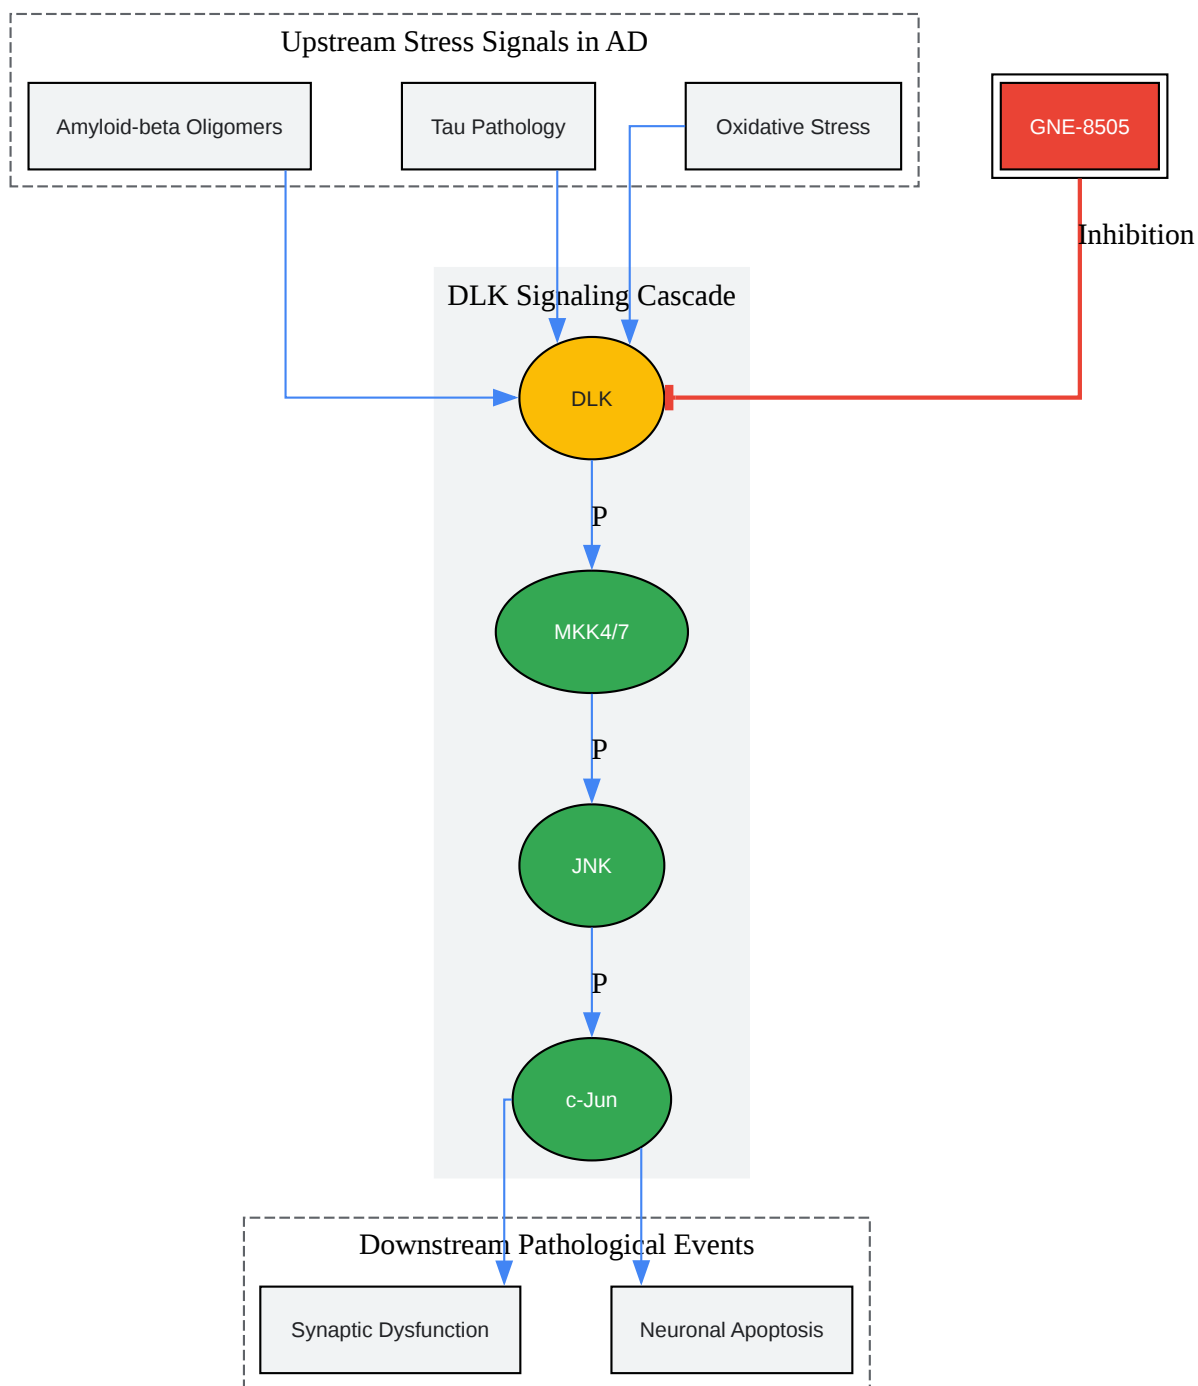 Upstream Stress Signals in AD
Amyloid-beta Oligomers
Tau Pathology
Oxidative Stress
GNE-8505
Inhibition
DLK Signaling Cascade
DLK
P
MKK4/7
P
JNK
P
c-Jun
Downstream Pathological Events
Synaptic Dysfunction
Neuronal Apoptosis